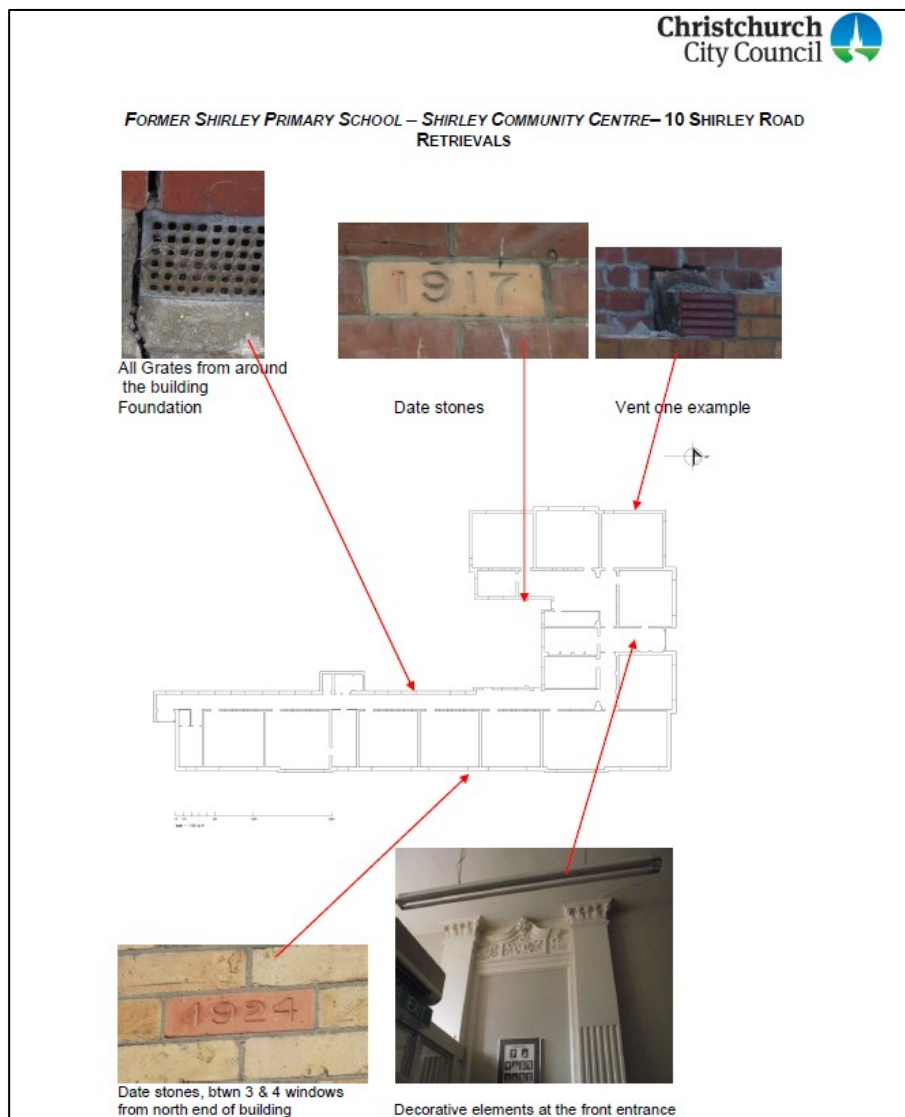 Christchurch
City Council
FORMER SHIRLEY PRIMARY SCHOOL – SHIRLEY COMMUNITY CENTRE– 10 SHIRLEY ROAD
RETRIEVALS
1917
All Grates from around
the building
Foundation
Date stones
Vent one example
1924
Date stones, btwn 3 & 4 windows
from north end of building
Decorative elements at the front entrance